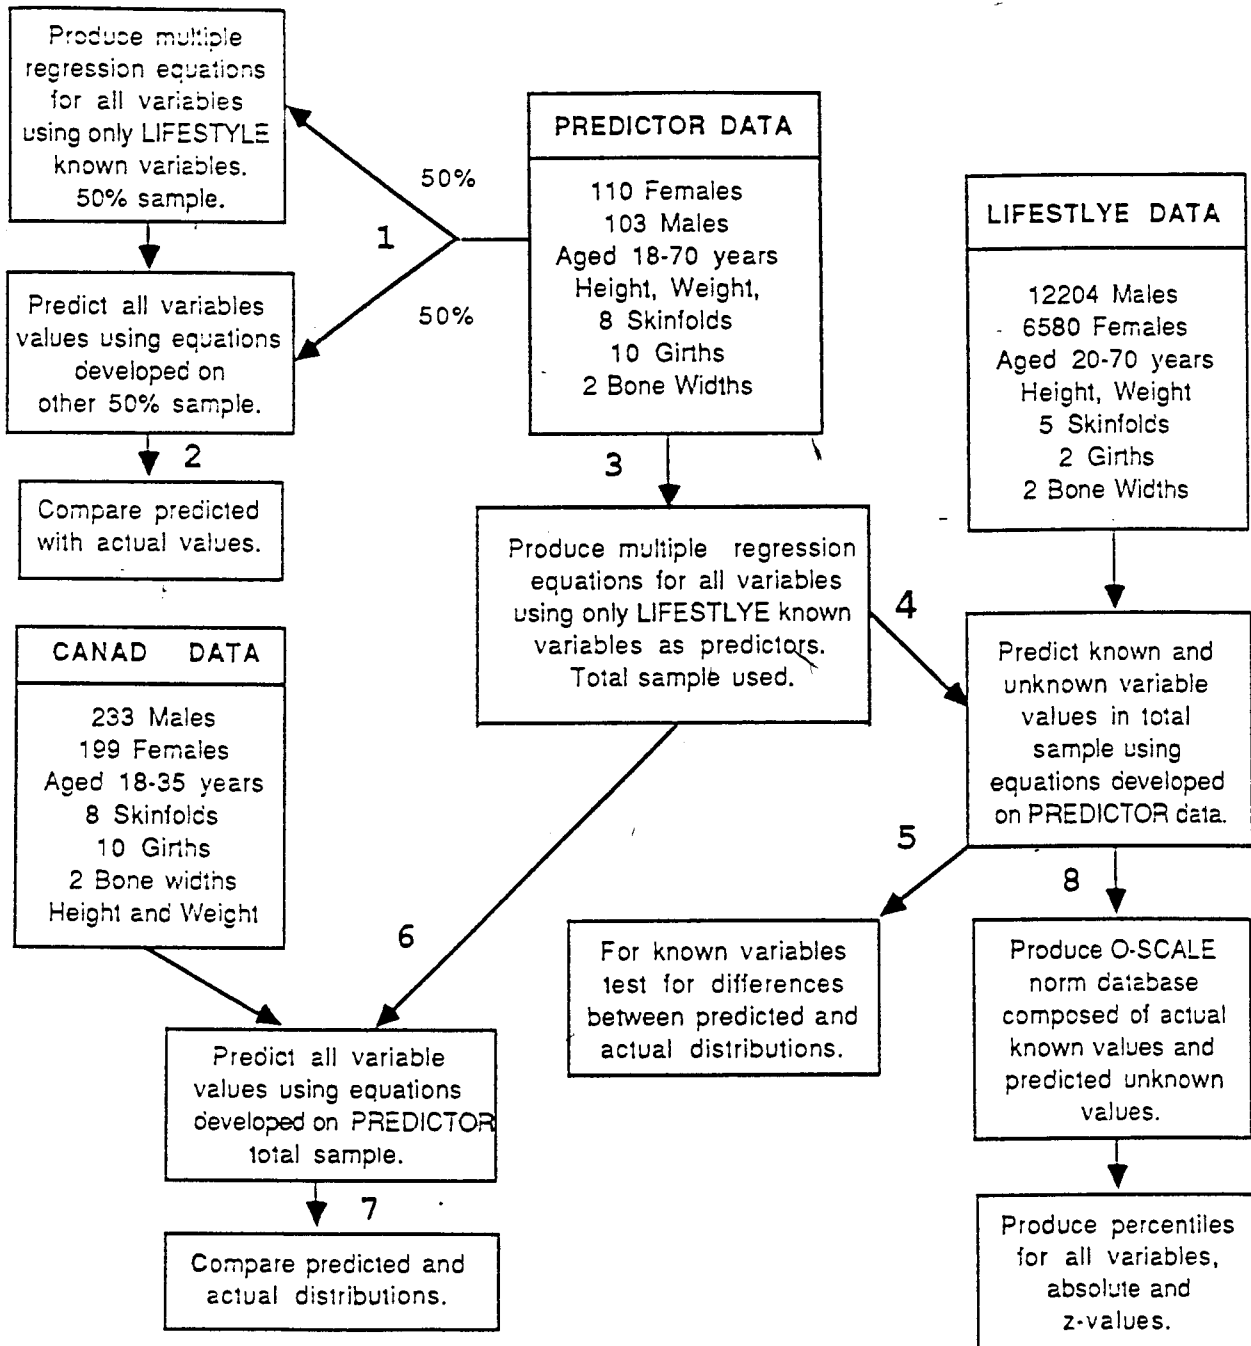 Produce multiple
regression equations
for all variables
using only LIFESTYLE
known variables.
50% sample.
PREDICTOR DATA
110 Females
103 Males
Aged 18-70 years
Height, Weight,
8 Skinfolds
10 Girths
2 Bone Widths
50%
1
50%
LIFESTLYE DATA
12204 Males
6580 Females
Aged 20-70 years
Height, Weight
5 Skinfolds
2 Girths
2 Bone Widths
Predict all variables
values using equations
developed on
other 50% sample.
2
Compare predicted
with actual values.
3
Produce multiple regression
equations for all variables
using only LIFESTLYE known
variables as predictors.
Total sample used.
4
CANAD DATA
233 Males
199 Females
Aged 18-35 years
8 Skinfolds
10 Girths
2 Bone widths
Height and Weight
Predict known and
unknown variable
values in total
sample using
equations developed
on PREDICTOR data.
5
8
6
For known variables
test for differences
between predicted and
actual distributions.
Produce O-SCALE
norm database
composed of actual
known values and
predicted unknown
values.
Predict all variable
values using equations
developed on PREDICTOR
total sample.
7
Compare predicted and
actual distributions.
Produce percentiles
for all variables,
absolute and
z-values.